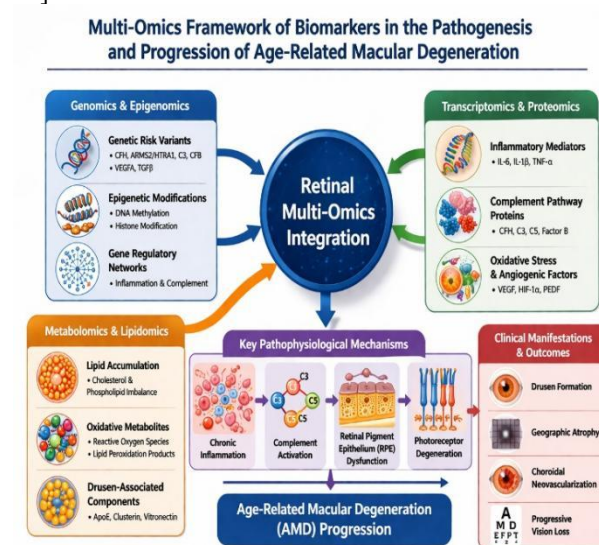 ]
Multi-Omics Framework of Biomarkers in the Pathogenesis
and Progression of Age-Related Macular Degeneration
Genomics & Epigenomics
Genetic Risk Variants
• CFH, ARMS2/HTRA1, C3, CFB
• VEGFA, TGFβ
Epigenetic Modifications
• DNA Methylation
• Histone Modification
Gene Regulatory
Networks
• Inflammation & Complement
Retinal
Multi-Omics
Integration
Transcriptomics & Proteomics
Inflammatory Mediators
• IL-6, IL-1β, TNF-α
Complement Pathway
Proteins
• CFH, C3, C5, Factor B
Oxidative Stress
& Angiogenic Factors
• VEGF, HIF-1α, PEDF
Metabolomics & Lipidomics
Lipid Accumulation
• Cholesterol &
Phospholipid Imbalance
Oxidative Metabolites
• Reactive Oxygen Species
• Lipid Peroxidation Products
Drusen-Associated
Components
• ApoE, Clusterin, Vitronectin
Key Pathophysiological Mechanisms
C3
C5
C5
Chronic
Inflammation
Complement
Activation
Retinal Pigment
Epithelium (RPE)
Dysfunction
Photoreceptor
Degeneration
Age-Related Macular Degeneration
(AMD) Progression
Clinical Manifestations
& Outcomes
Drusen Formation
Geographic Atrophy
Choroidal
Neovascularization
A
M D
EFPT
Progressive
Vision Loss